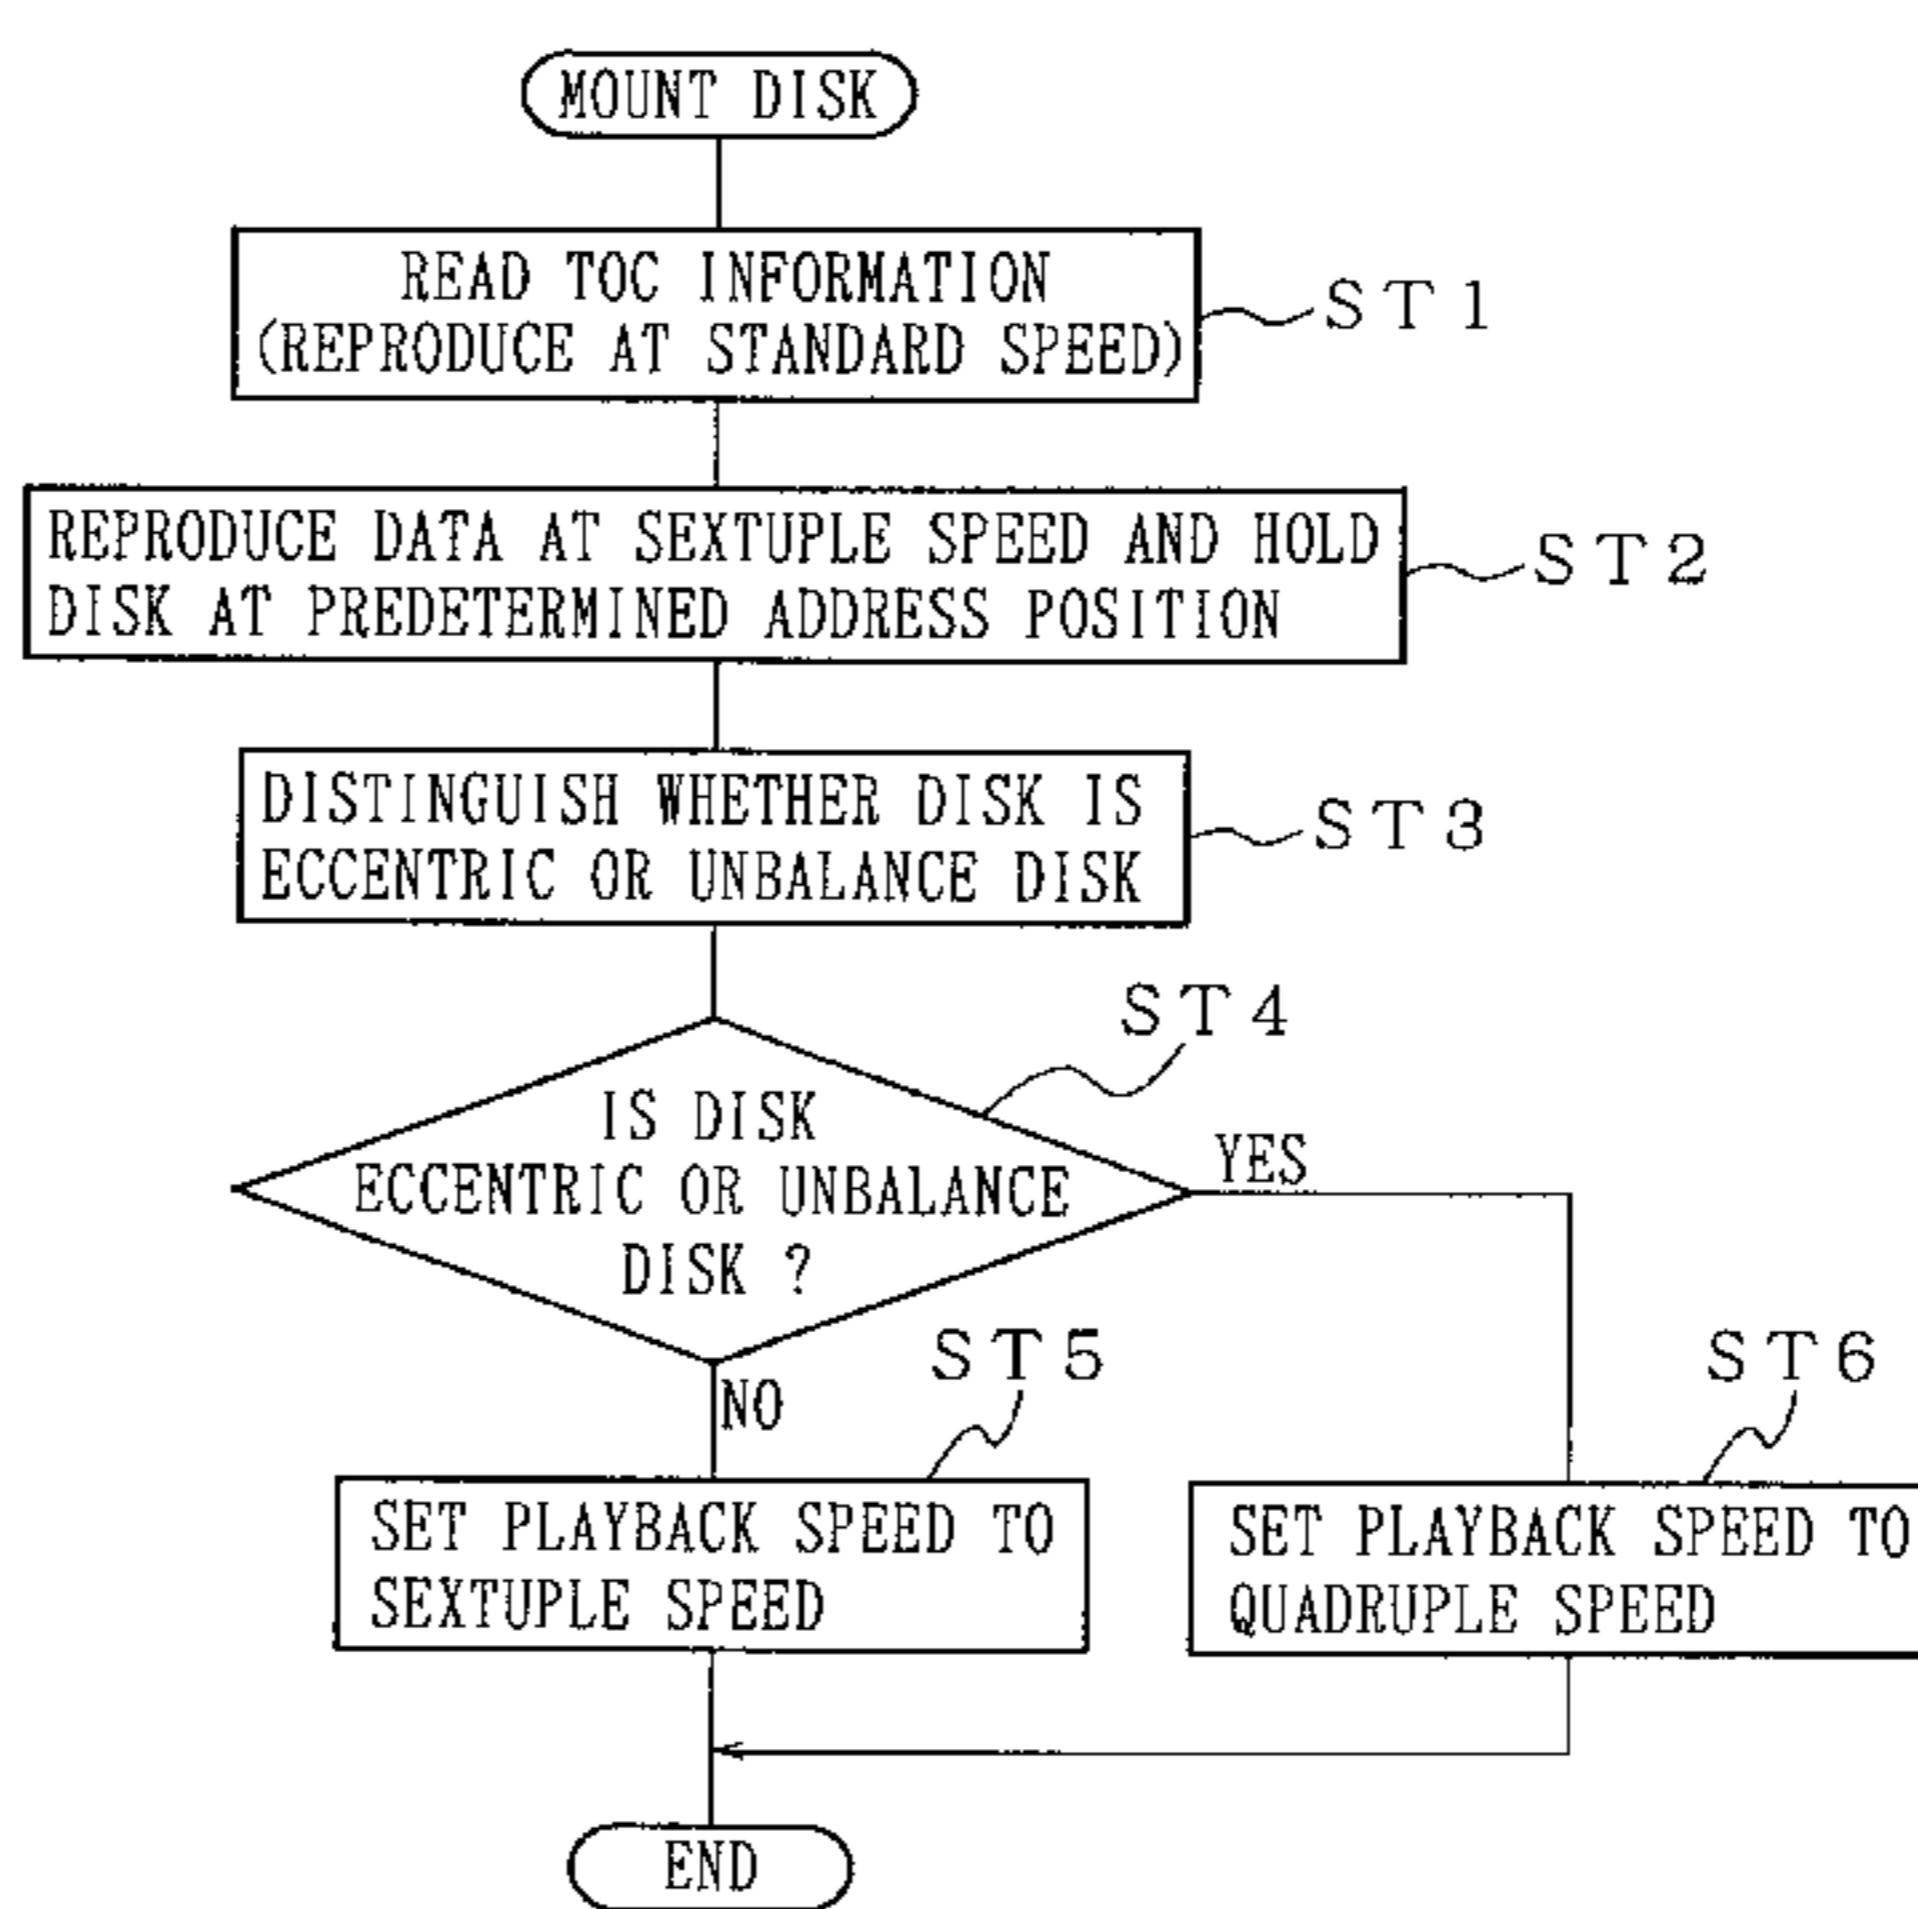 MOUNT DISK
READ TOC INFORMATION
(REPRODUCE AT STANDARD SPEED)
ST1
REPRODUCE DATA AT SEXTUPLE SPEED AND HOLD
DISK AT PREDETERMINED ADDRESS POSITION
ST2
DISTINGUISH WHETHER DISK IS
ECCENTRIC OR UNBALANCE DISK
ST3
ST4
IS DISK
ECCENTRIC OR UNBALANCE
DISK ?
YES
NO
ST5
ST6
SET PLAYBACK SPEED TO
SEXTUPLE SPEED
SET PLAYBACK SPEED TO
QUADRUPLE SPEED
END